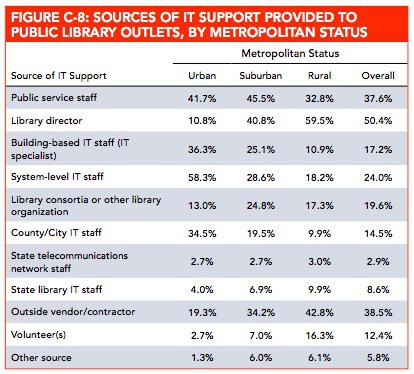 FIGURE C-8: SOURCES OF IT SUPPORT PROVIDED TO
PUBLIC LIBRARY OUTLETS, BY METROPOLITAN STATUS
Metropolitan Status
Source of IT Support Urban Suburban Rural Overall
Public service staff 41.7% 45.5% 32.8% 37.6%
Library director 10.8% 40.8% 59.5% 50.4%
Building-based IT staff (IT
specialist) 36.3% 25.1% 10.9% 17.2%
System-level IT staff 58.3% 28.6% 18.2% 24.0%
Library consortia or other library
organization 13.0% 24.8% 17.3% 19.6%
County/City IT staff 34.5% 19.5% 9.9% 14.5%
State telecommunications
network staff 2.7% 2.7% 3.0% 2.9%
State library IT staff 4.0% 6.9% 9.9% 8.6%
Outside vendor/contractor 19.3% 34.2% 42.8% 38.5%
Volunteer(s) 2.7% 7.0% 16.3% 12.4%
Other source 1.3% 6.0% 6.1% 5.8%